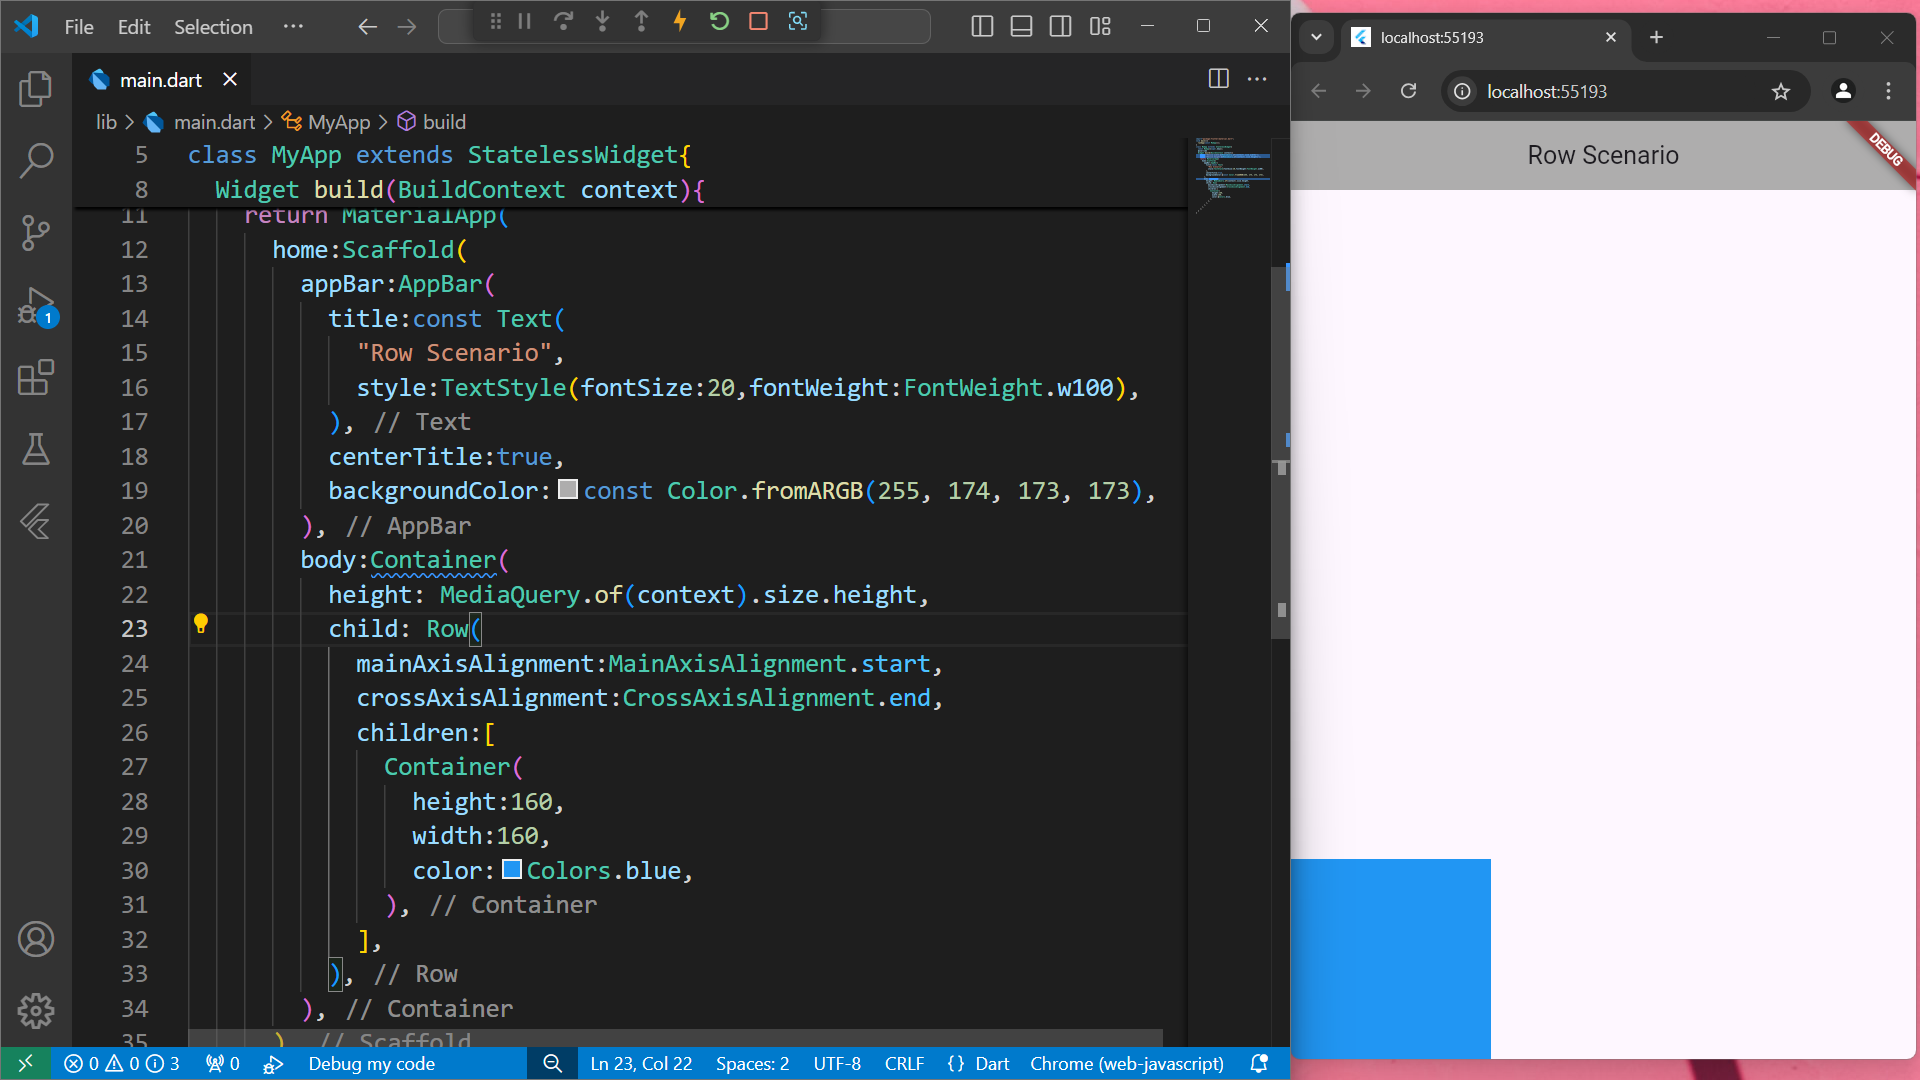 File Edit Selection ···
main.dart
lib > main.dart > MyApp > build
5 class MyApp extends StatelessWidget{
8 Widget build(BuildContext context){
11 return MaterialApp(
12 home:Scaffold(
13 appBar:AppBar(
14 title:const Text(
15 "Row Scenario",
16 style:TextStyle(fontSize:20,fontWeight:FontWeight.w100),
17 ), // Text
18 centerTitle:true,
19 backgroundColor:const Color.fromARGB(255, 174, 173, 173),
20 ), // AppBar
21 body:Container(
22 height: MediaQuery.of(context).size.height,
23 child: Row(
24 mainAxisAlignment:MainAxisAlignment.start,
25 crossAxisAlignment:CrossAxisAlignment.end,
26 children:[
27 Container(
28 height:160,
29 width:160,
30 color:Colors.blue,
31 ), // Container
32 ],
33 ), // Row
34 ), // Container
35 ) // Scaffold
1
0 0 3 0 Debug my code Ln 23, Col 22 Spaces: 2 UTF-8 CRLF {} Dart Chrome (web-javascript)
localhost:55193
localhost:55193
Row Scenario
DEBUG